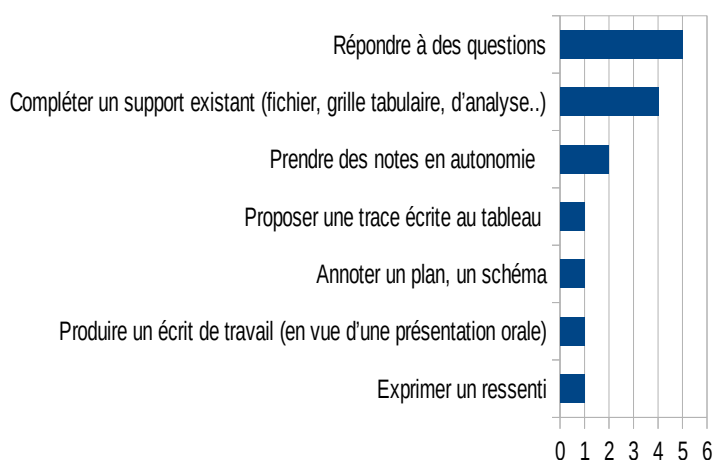 Répondre à des questions
Compléter un support existant (fichier, grille tabulaire, d’analyse..)
Prendre des notes en autonomie
Proposer une trace écrite au tableau
Annoter un plan, un schéma
Produire un écrit de travail (en vue d’une présentation orale)
Exprimer un ressenti
0 1 2 3 4 5 6